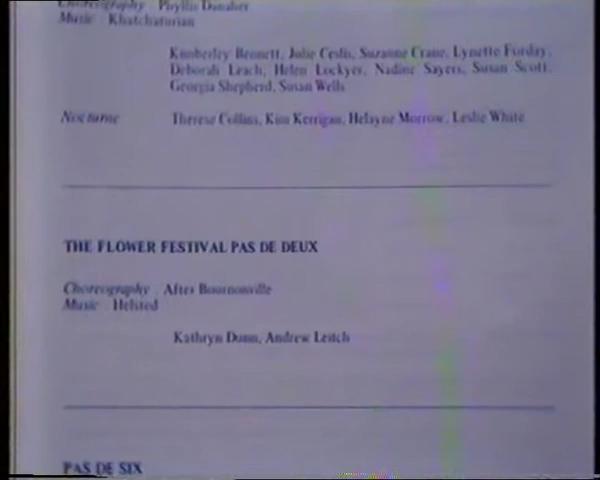 Choreography Phyllis Danaher
Music Khatchaturian
Kimberley Bennett, Julie Ceslis, Suzanne Crane, Lynette Forday,
Deborah Leach, Helen Lockyer, Nadine Sayers, Susan Scott,
Georgia Shepherd, Susan Wells
Nocturne Therese Collins, Kim Kerrigan, Helayne Morrow, Leslie White
THE FLOWER FESTIVAL PAS DE DEUX
Choreography After Bournonville
Music Helsted
Kathryn Dunn, Andrew Leitch
PAS DE SIX